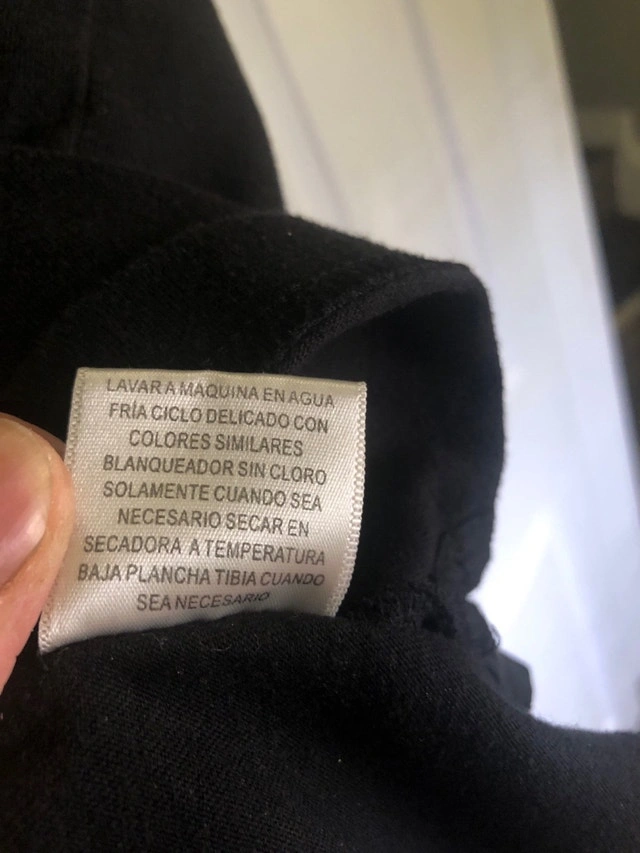 LAVAR A MAQUINA EN AGUA
FRÍA CICLO DELICADO CON
COLORES SIMILARES
BLANQUEADOR SIN CLORO
SOLAMENTE CUANDO SEA
NECESARIO SECAR EN
SECADORA A TEMPERATURA
BAJA PLANCHA TIBIA CUANDO
SEA NECESARIO